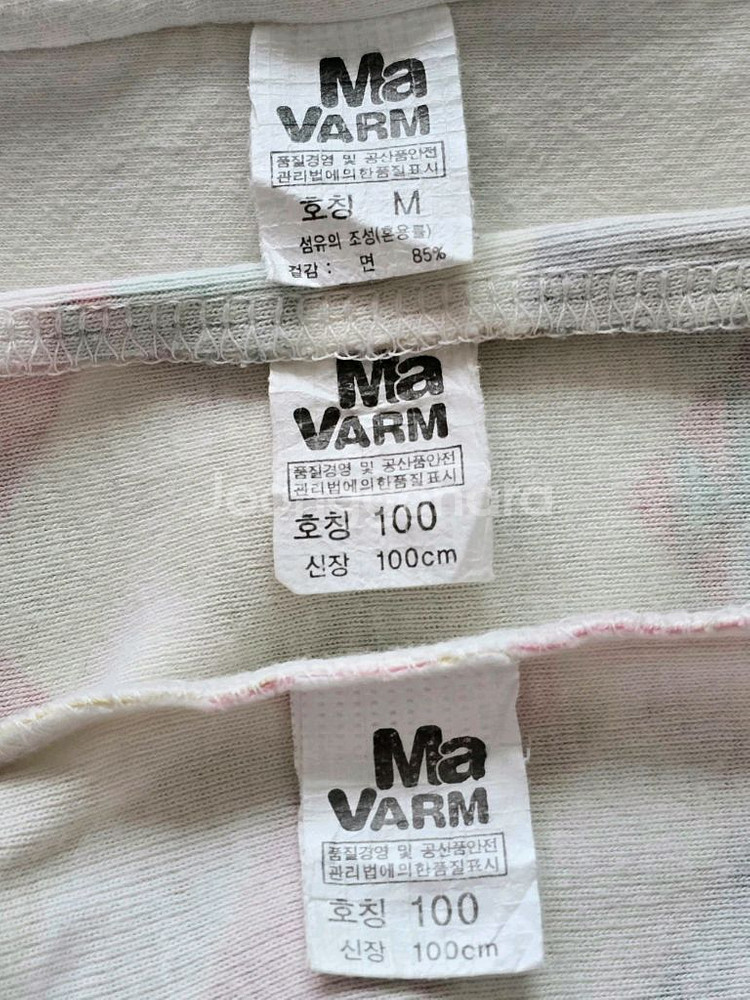 Ma
VARM
품질경영 및 공산품안전
관리법에의한품질표시
호칭 M
섬유의 조성(혼용률)
겉감 : 면 85%
Ma
VARM
품질경영 및 공산품안전
관리법에의한품질표시
호칭 100
신장 100cm
Ma
VARM
품질경영 및 공산품안전
관리법에의한품질표시
호칭 100
신장 100cm